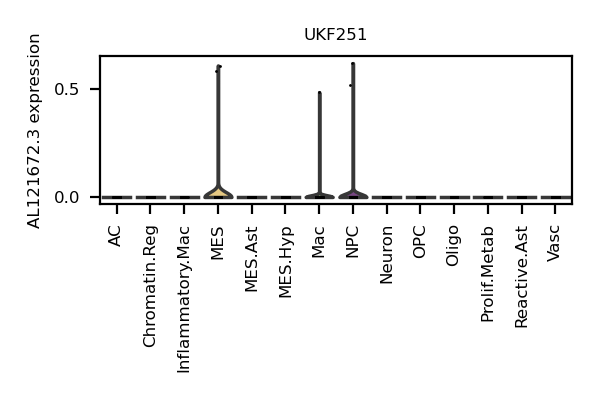 UKF251
AL121672.3 expression
0.5
0.0
AC
Chromatin.Reg
Inflammatory.Mac
MES
MES.Ast
MES.Hyp
Mac
NPC
Neuron
OPC
Oligo
Prolif.Metab
Reactive.Ast
Vasc